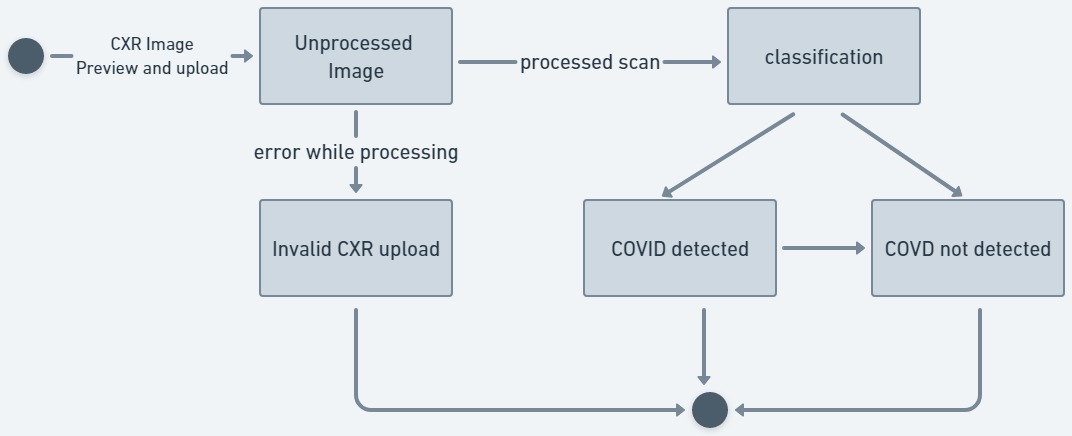 CXR Image
Preview and upload
Unprocessed
Image
processed scan
classification
error while processing
Invalid CXR upload
COVID detected
COVD not detected